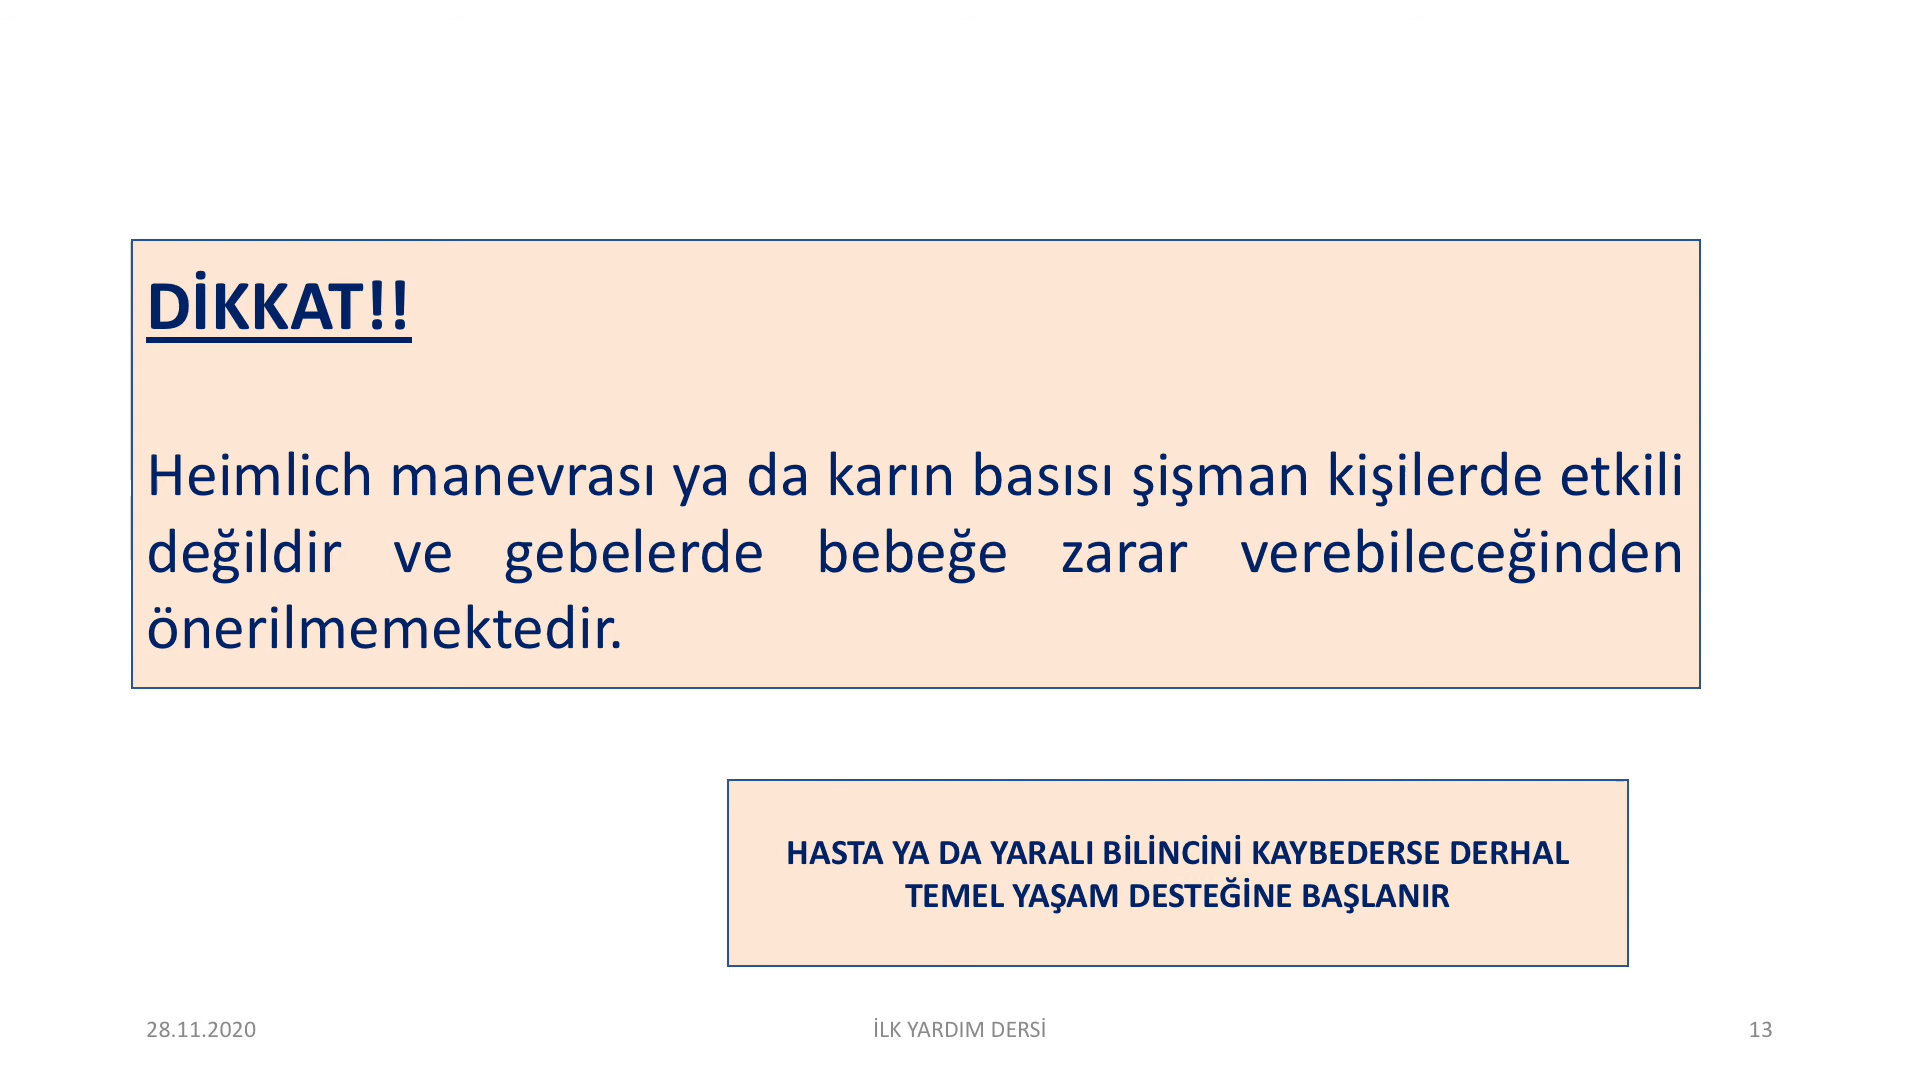 DİKKAT!!
Heimlich manevrası ya da karın basısı şişman kişilerde etkili
değildir ve gebelerde bebeğe zarar verebileceğinden
önerilmemektedir.
HASTA YA DA YARALI BİLİNCİNİ KAYBEDERSE DERHAL
TEMEL YAŞAM DESTEĞİNE BAŞLANIR
28.11.2020
İLK YARDIM DERSİ
13